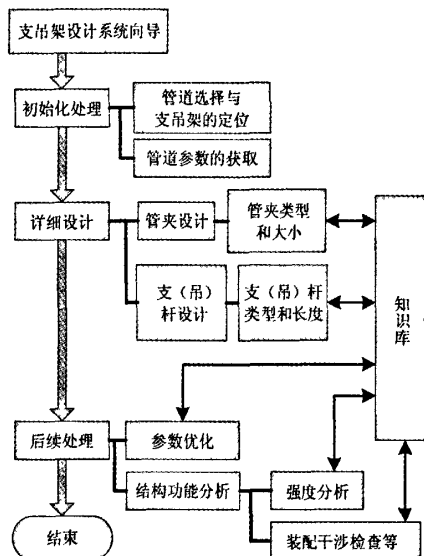 支吊架设计系统向导
初始化处理
管道选择与
支吊架的定位
管道参数的获取
详细设计
管夹设计
管夹类型
和大小
支（吊）
杆设计
支（吊）杆
类型和长度
知识库
后续处理
参数优化
结构功能分析
强度分析
装配干涉检查等
结束